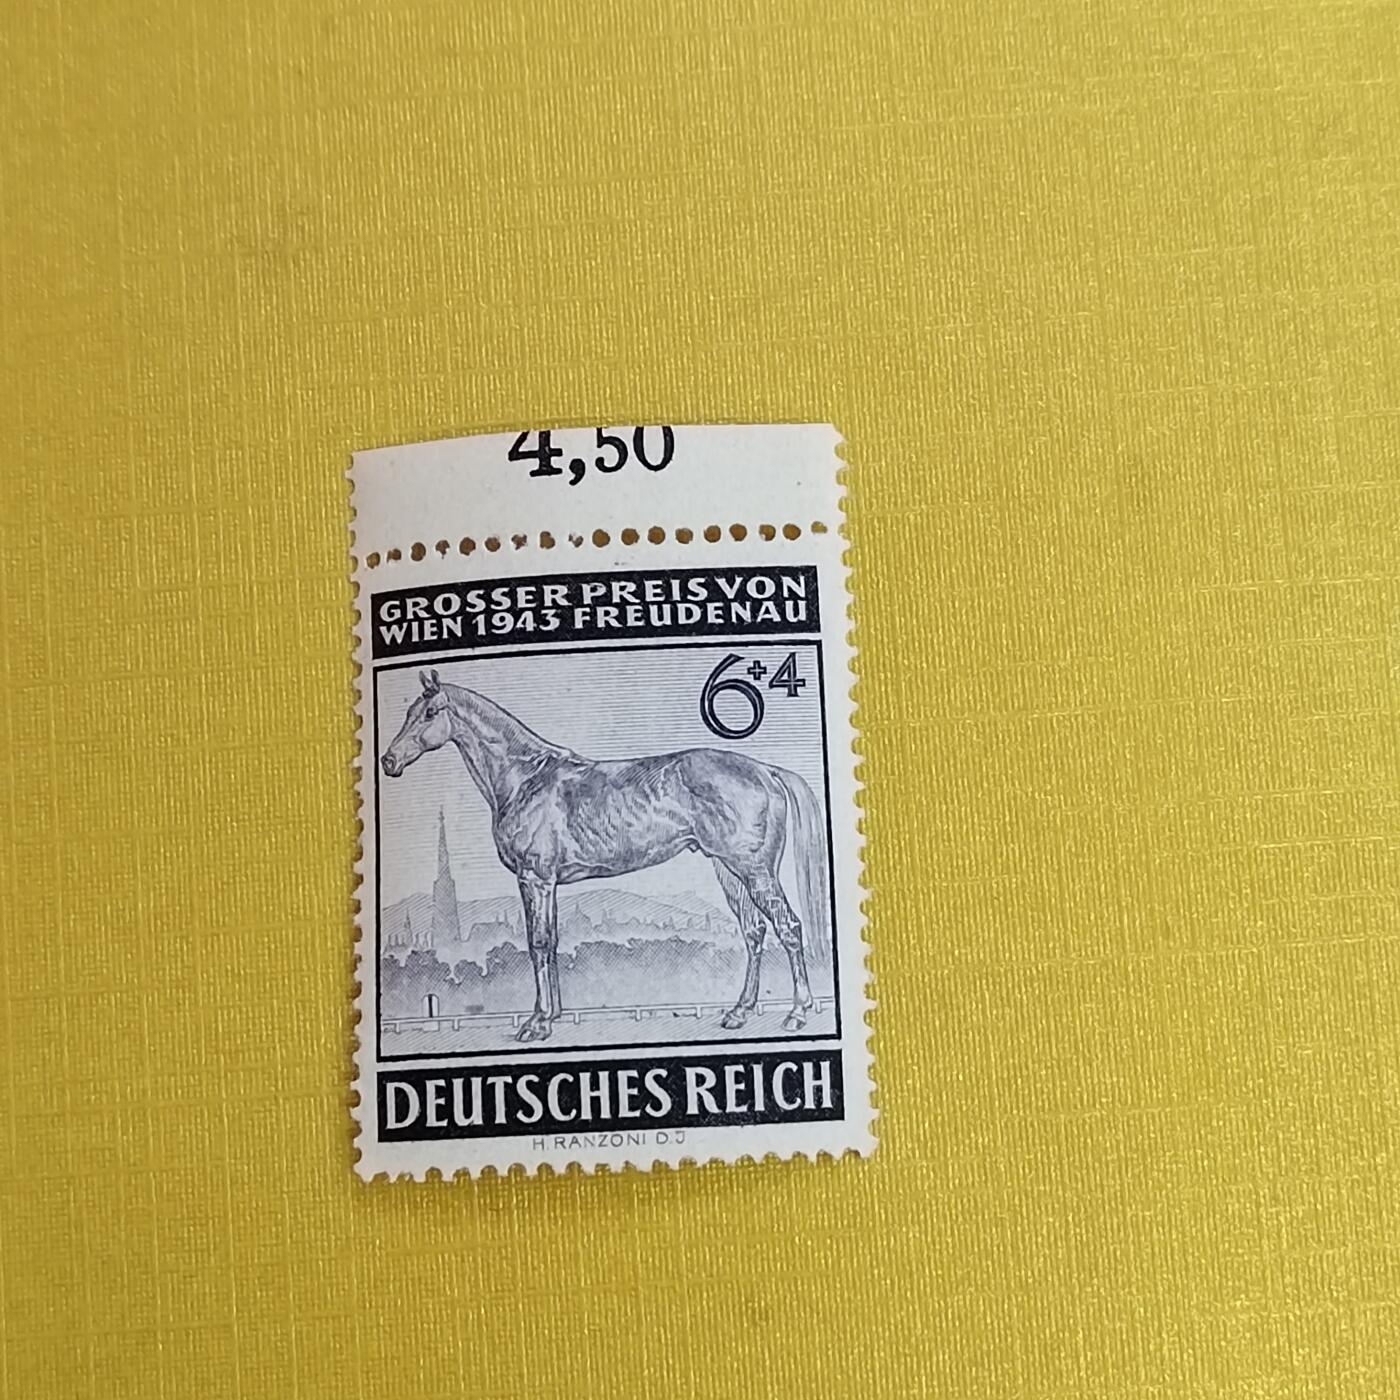 4,50
GROSSER PREIS VON
WIEN 1943 FREUDENAU
6+4
DEUTSCHES REICH
H. RANZONI D. J